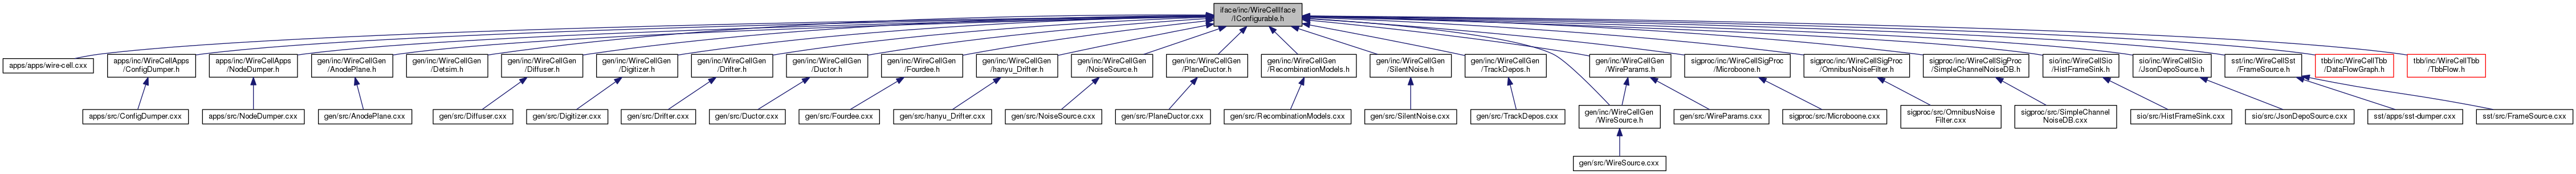 iface/inc/WireCellIface
/IConfigurable.h
apps/apps/wire-cell.cxx
apps/inc/WireCellApps
/ConfigDumper.h
apps/inc/WireCellApps
/NodeDumper.h
gen/inc/WireCellGen
/AnodePlane.h
gen/inc/WireCellGen
/Detsim.h
gen/inc/WireCellGen
/Diffuser.h
gen/inc/WireCellGen
/Digitizer.h
gen/inc/WireCellGen
/Drifter.h
gen/inc/WireCellGen
/Ductor.h
gen/inc/WireCellGen
/Fourdee.h
gen/inc/WireCellGen
/hanyu_Drifter.h
gen/inc/WireCellGen
/NoiseSource.h
gen/inc/WireCellGen
/PlaneDuctor.h
gen/inc/WireCellGen
/RecombinationModels.h
gen/inc/WireCellGen
/SilentNoise.h
gen/inc/WireCellGen
/TrackDepos.h
gen/inc/WireCellGen
/WireParams.h
sigproc/inc/WireCellSigProc
/Microboone.h
sigproc/inc/WireCellSigProc
/OmnibusNoiseFilter.h
sigproc/inc/WireCellSigProc
/SimpleChannelNoiseDB.h
sio/inc/WireCellSio
/HistFrameSink.h
sio/inc/WireCellSio
/JsonDepoSource.h
sst/inc/WireCellSst
/FrameSource.h
tbb/inc/WireCellTbb
/DataFlowGraph.h
tbb/inc/WireCellTbb
/TbbFlow.h
apps/src/ConfigDumper.cxx
apps/src/NodeDumper.cxx
gen/src/AnodePlane.cxx
gen/src/Diffuser.cxx
gen/src/Digitizer.cxx
gen/src/Drifter.cxx
gen/src/Ductor.cxx
gen/src/Fourdee.cxx
gen/src/hanyu_Drifter.cxx
gen/src/NoiseSource.cxx
gen/src/PlaneDuctor.cxx
gen/src/RecombinationModels.cxx
gen/src/SilentNoise.cxx
gen/src/TrackDepos.cxx
gen/inc/WireCellGen
/WireSource.h
gen/src/WireParams.cxx
sigproc/src/Microboone.cxx
sigproc/src/OmnibusNoise
Filter.cxx
sigproc/src/SimpleChannel
NoiseDB.cxx
sio/src/HistFrameSink.cxx
sio/src/JsonDepoSource.cxx
sst/apps/sst-dumper.cxx
sst/src/FrameSource.cxx
gen/src/WireSource.cxx